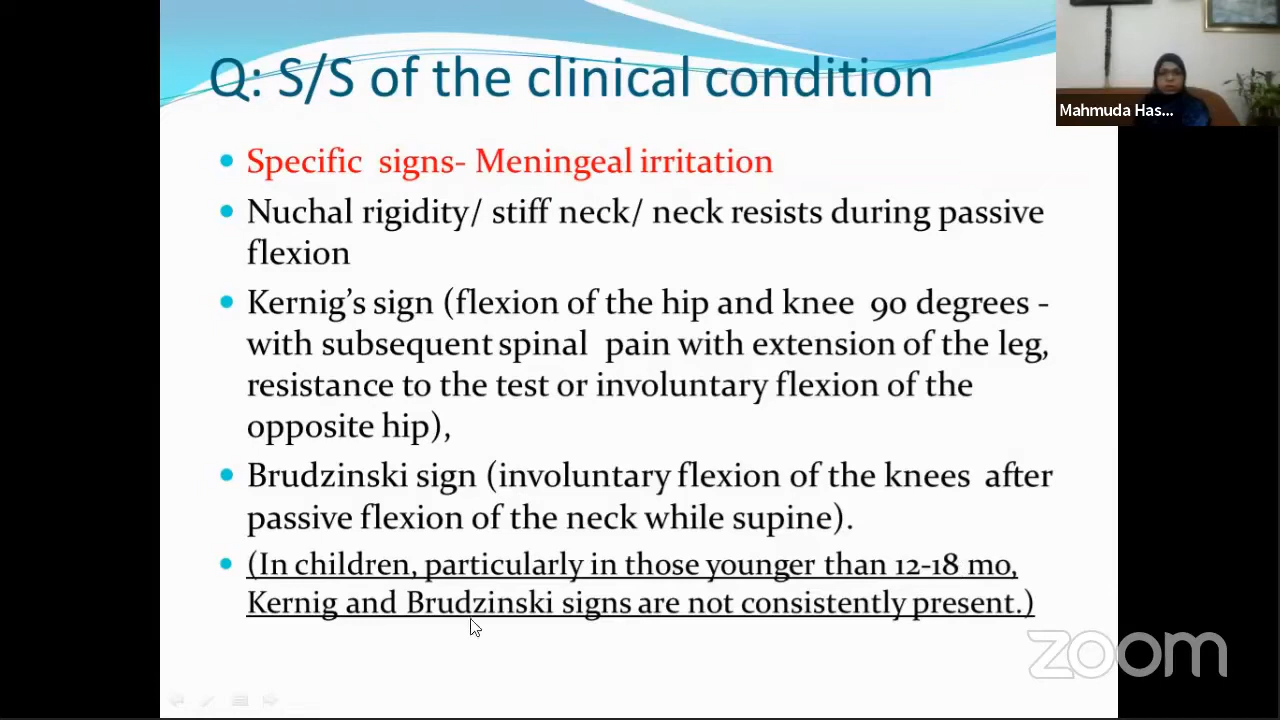 Q: S/S of the clinical condition
Mahmuda Has...
Specific signs- Meningeal irritation
Nuchal rigidity/ stiff neck/ neck resists during passive
flexion
Kernig's sign (flexion of the hip and knee 90 degrees -
with subsequent spinal pain with extension of the leg,
resistance to the test or involuntary flexion of the
opposite hip),
Brudzinski sign (involuntary flexion of the knees after
passive flexion of the neck while supine).
(In children, particularly in those younger than 12-18 mo,
Kernig and Brudzinski signs are not consistently present.)
zoom